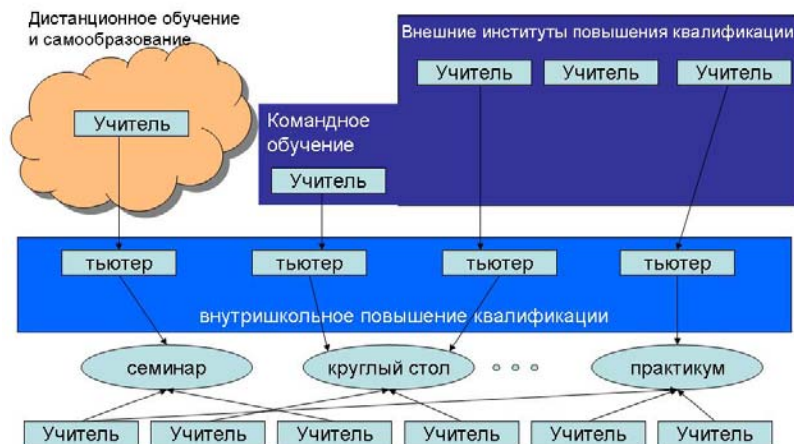 Дистанционное обучение
и самообразование
Внешние институты повышения квалификации
Учитель
Учитель
Учитель
Учитель
Командное
обучение
Учитель
тьютер
тьютер
тьютер
тьютер
внутришкольное повышение квалификации
семинар
круглый стол
практикум
Учитель
Учитель
Учитель
Учитель
Учитель
Учитель